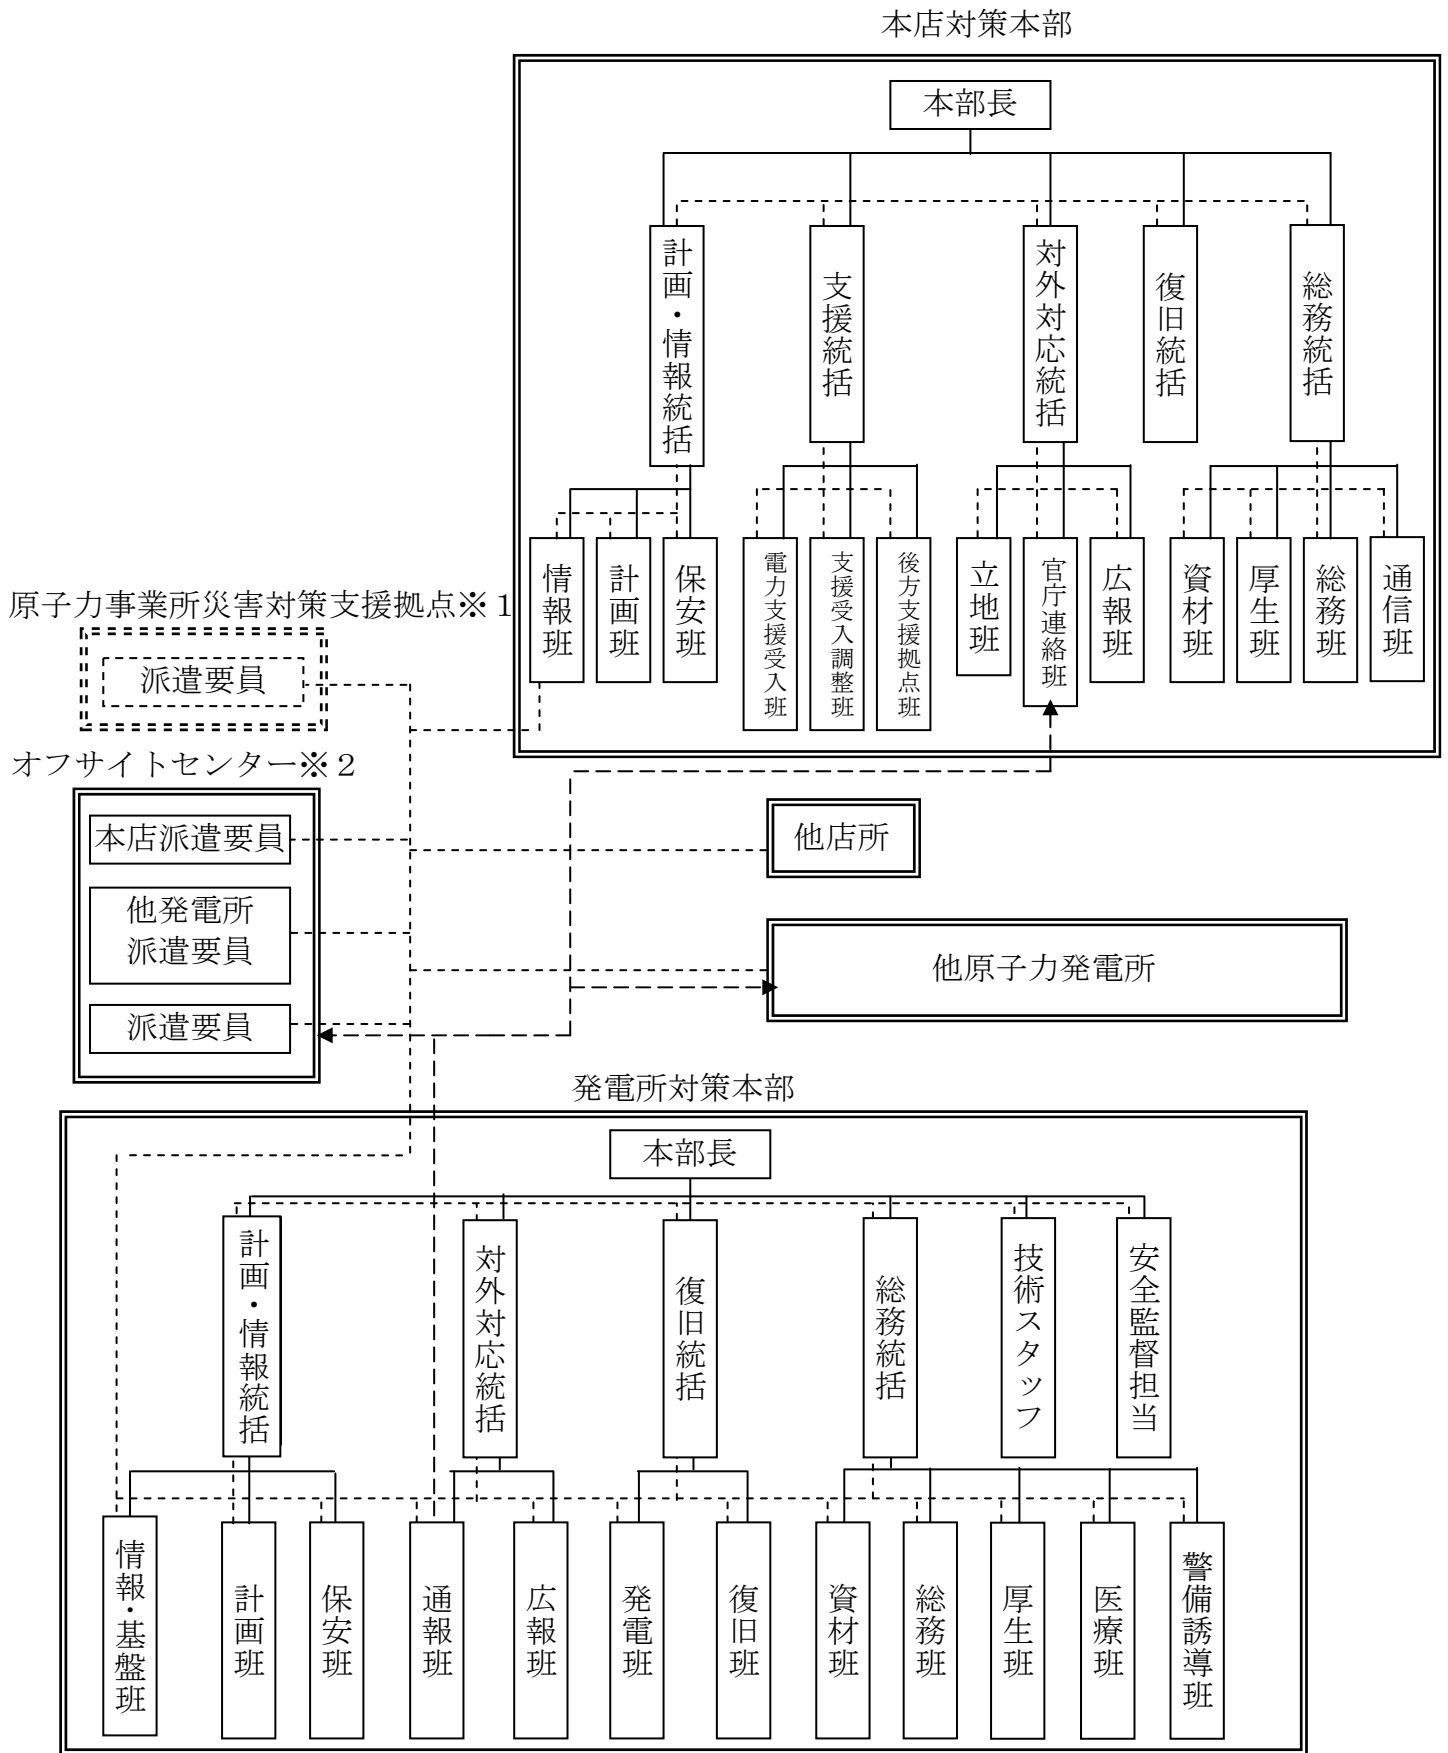 本店対策本部
本部長
計画・情報統括
支援統括
対外対応統括
復旧統括
総務統括
情報班
計画班
保安班
電力支援受入班
支援受入調整班
後方支援拠点班
立地班
官庁連絡班
広報班
資材班
厚生班
総務班
通信班
原子力事業所災害対策支援拠点※１
派遣要員
オフサイトセンター※２
本店派遣要員
他発電所
派遣要員
派遣要員
他店所
他原子力発電所
発電所対策本部
本部長
計画・情報統括
対外対応統括
復旧統括
総務統括
技術スタッフ
安全監督担当
情報・基盤班
計画班
保安班
通報班
広報班
発電班
復旧班
資材班
総務班
厚生班
医療班
警備誘導班